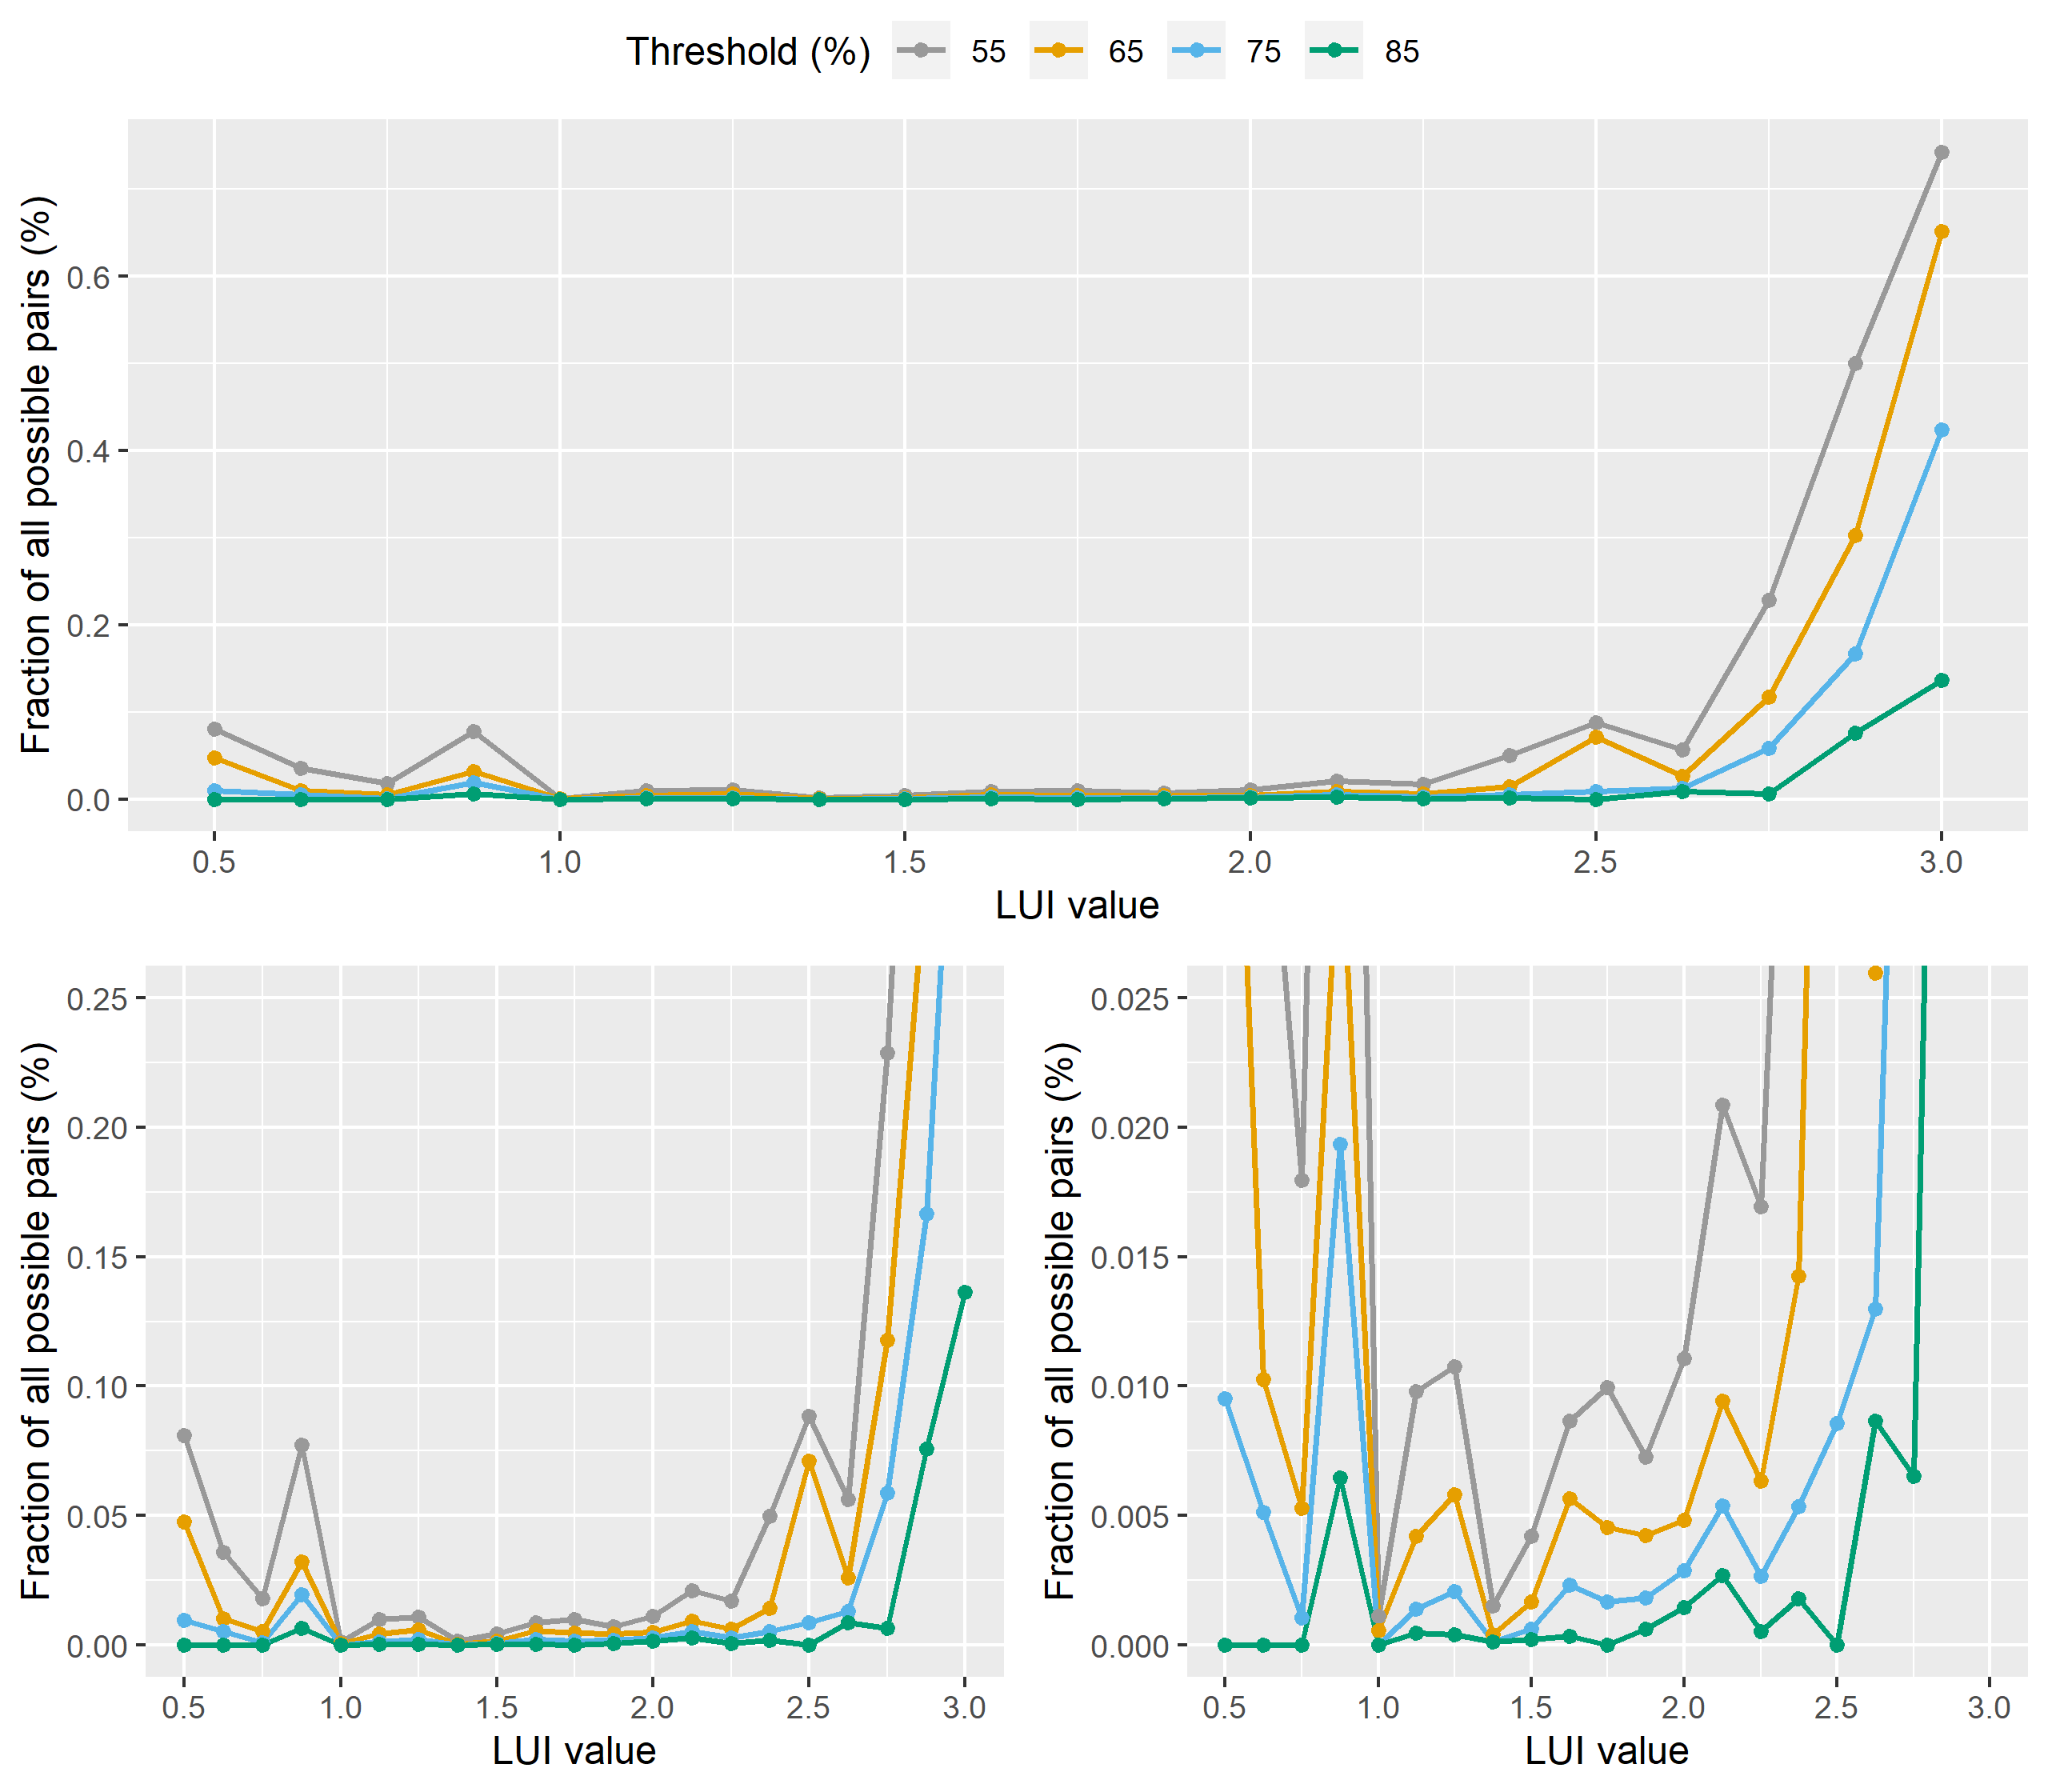 Threshold (%) 55 65 75 85
Fraction of all possible pairs (%)
0.6
0.4
0.2
0.0
0.5 1.0 1.5 2.0 2.5 3.0
LUI value
Fraction of all possible pairs (%)
0.25
0.20
0.15
0.10
0.05
0.00
0.5 1.0 1.5 2.0 2.5 3.0
LUI value
Fraction of all possible pairs (%)
0.025
0.020
0.015
0.010
0.005
0.000
0.5 1.0 1.5 2.0 2.5 3.0
LUI value